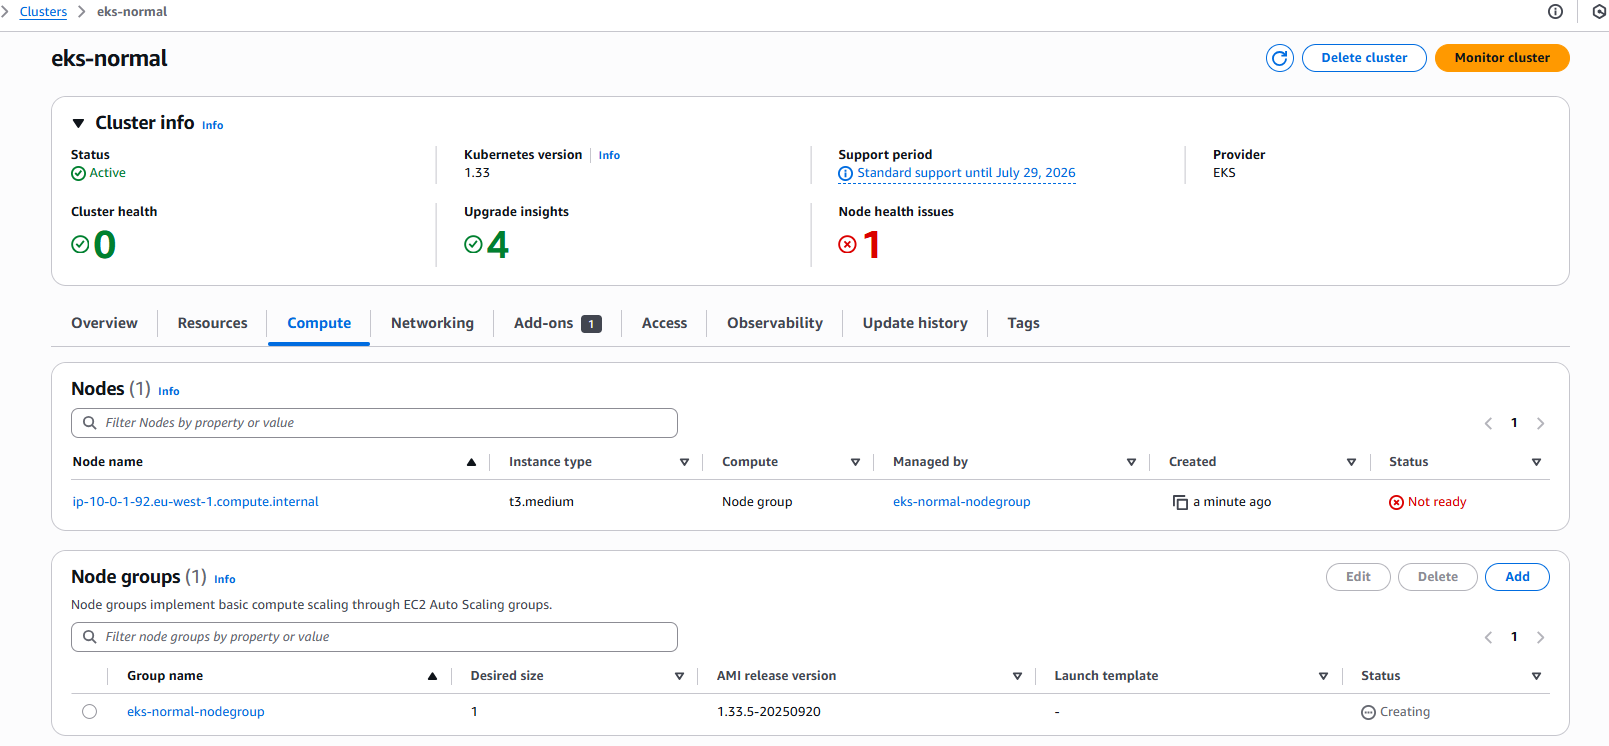 Clusters > eks-normal
eks-normal
Delete cluster
Monitor cluster
Cluster info Info
Status
Kubernetes version Info
Support period
Provider
Active
1.33
Standard support until July 29, 2026
EKS
Cluster health
Upgrade insights
Node health issues
0
4
1
Overview
Resources
Compute
Networking
Add-ons 1
Access
Observability
Update history
Tags
Nodes (1) Info
Filter Nodes by property or value
1
Node name
Instance type
Compute
Managed by
Created
Status
ip-10-0-1-92.eu-west-1.compute.internal
t3.medium
Node group
eks-normal-nodegroup
a minute ago
Not ready
Node groups (1) Info
Edit
Delete
Add
Node groups implement basic compute scaling through EC2 Auto Scaling groups.
Filter node groups by property or value
1
Group name
Desired size
AMI release version
Launch template
Status
eks-normal-nodegroup
1
1.33.5-20250920
-
Creating